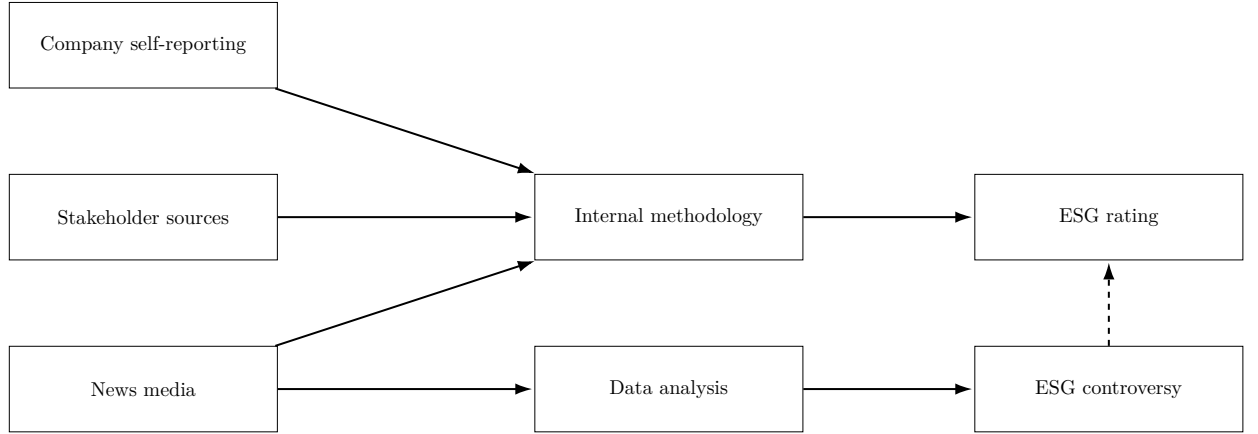 Company self-reporting
Stakeholder sources
Internal methodology
ESG rating
News media
Data analysis
ESG controversy